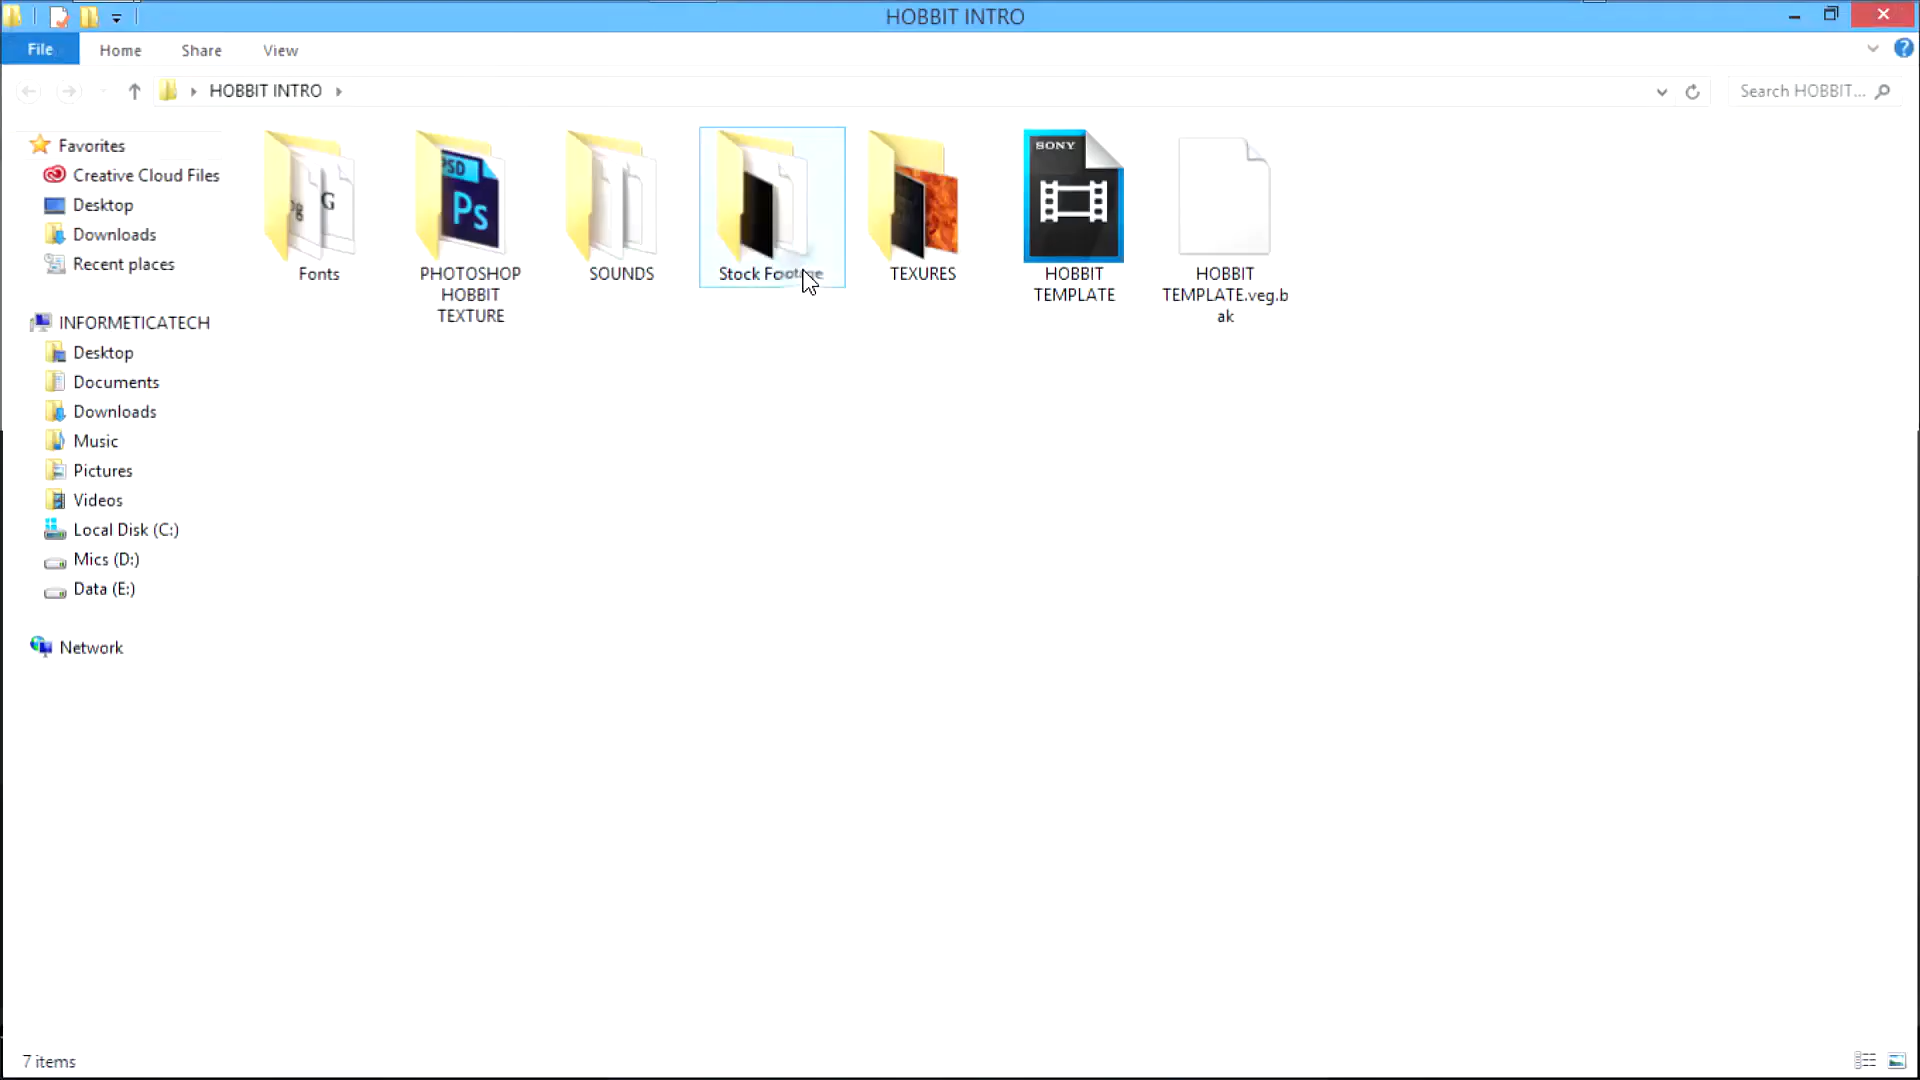 HOBBIT INTRO
File Home Share View
HOBBIT INTRO
Search HOBBIT...
Favorites
Creative Cloud Files
Desktop
Downloads
Recent places
INFORMETICATECH
Desktop
Documents
Downloads
Music
Pictures
Videos
Local Disk (C:)
Mics (D:)
Data (E:)
Network
G
Fonts
PSD
Ps
PHOTOSHOP
HOBBIT
TEXTURE
SOUNDS
Stock Footage
TEXURES
SONY
HOBBIT
TEMPLATE
HOBBIT
TEMPLATE.veg.b
ak
7 items